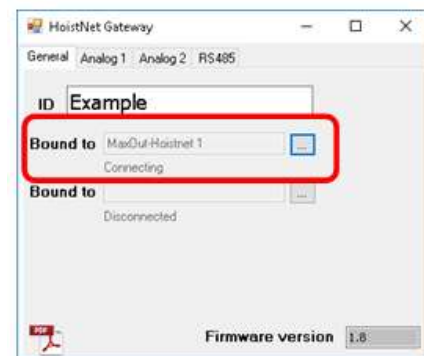 HoistNet Gateway
General Analog 1 Analog 2 RS485
ID Example
Bound to MaxOut-Hoistnet 1 ...
Connecting
Bound to ...
Disconnected
PDF
Firmware version 1.8